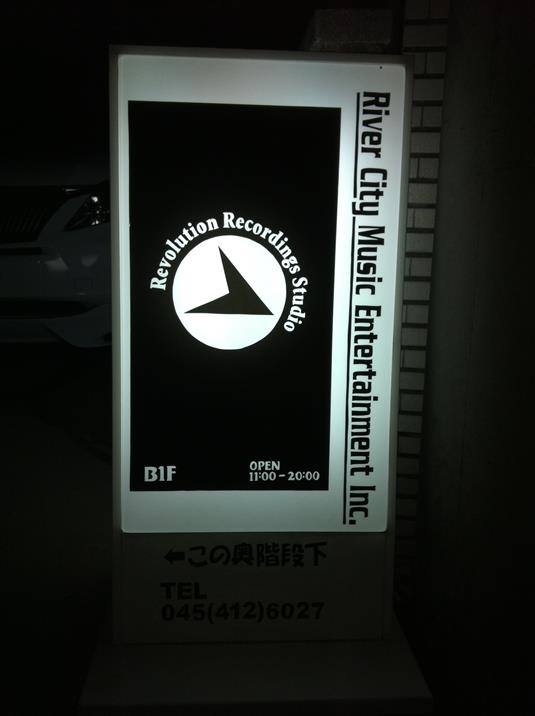 Revolution Recordings Studio
River City Music Entertainment Inc.
B1F
OPEN
11:00-20:00
←この奥階段下
TEL
045(412)6027